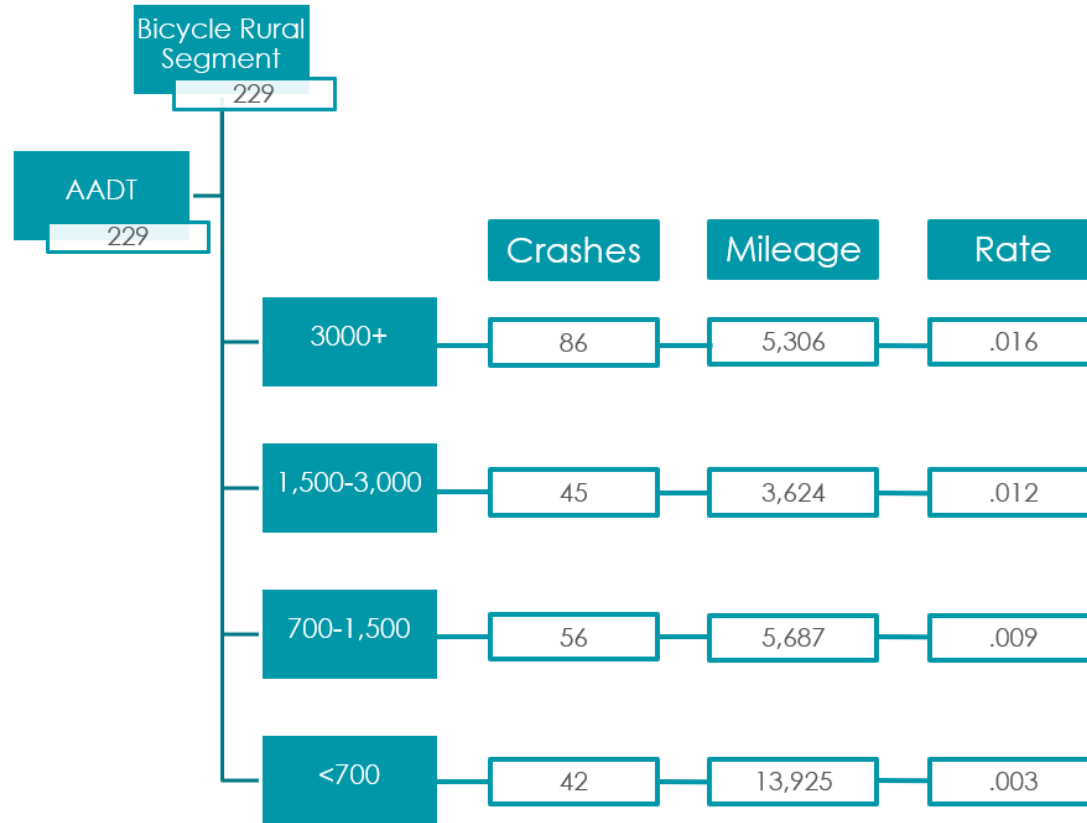 Bicycle Rural
Segment
229
AADT
229
Crashes Mileage Rate
3000+ 86 5,306 .016
1,500-3,000 45 3,624 .012
700-1,500 56 5,687 .009
<700 42 13,925 .003